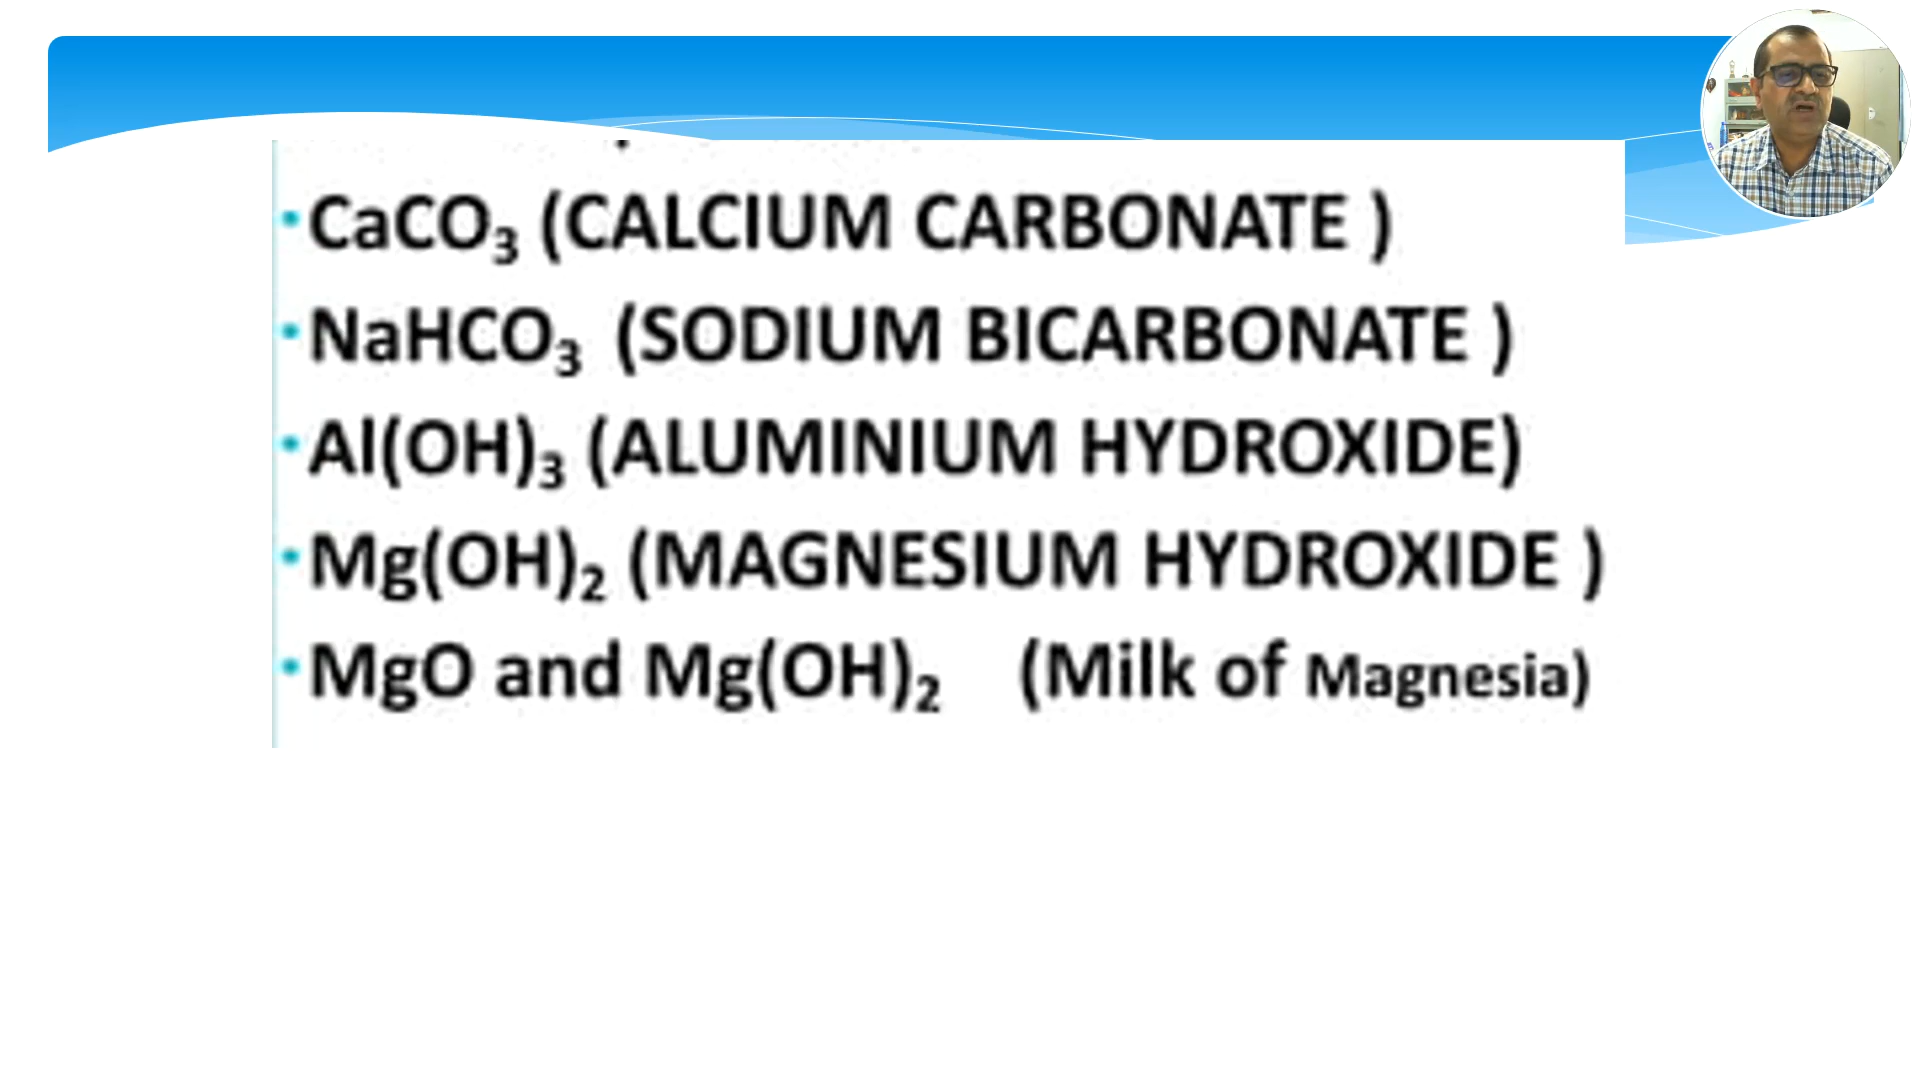 • CaCO₃ (CALCIUM CARBONATE )
• NaHCO₃ (SODIUM BICARBONATE )
• Al(OH)₃ (ALUMINIUM HYDROXIDE)
• Mg(OH)₂ (MAGNESIUM HYDROXIDE )
• MgO and Mg(OH)₂ (Milk of Magnesia)